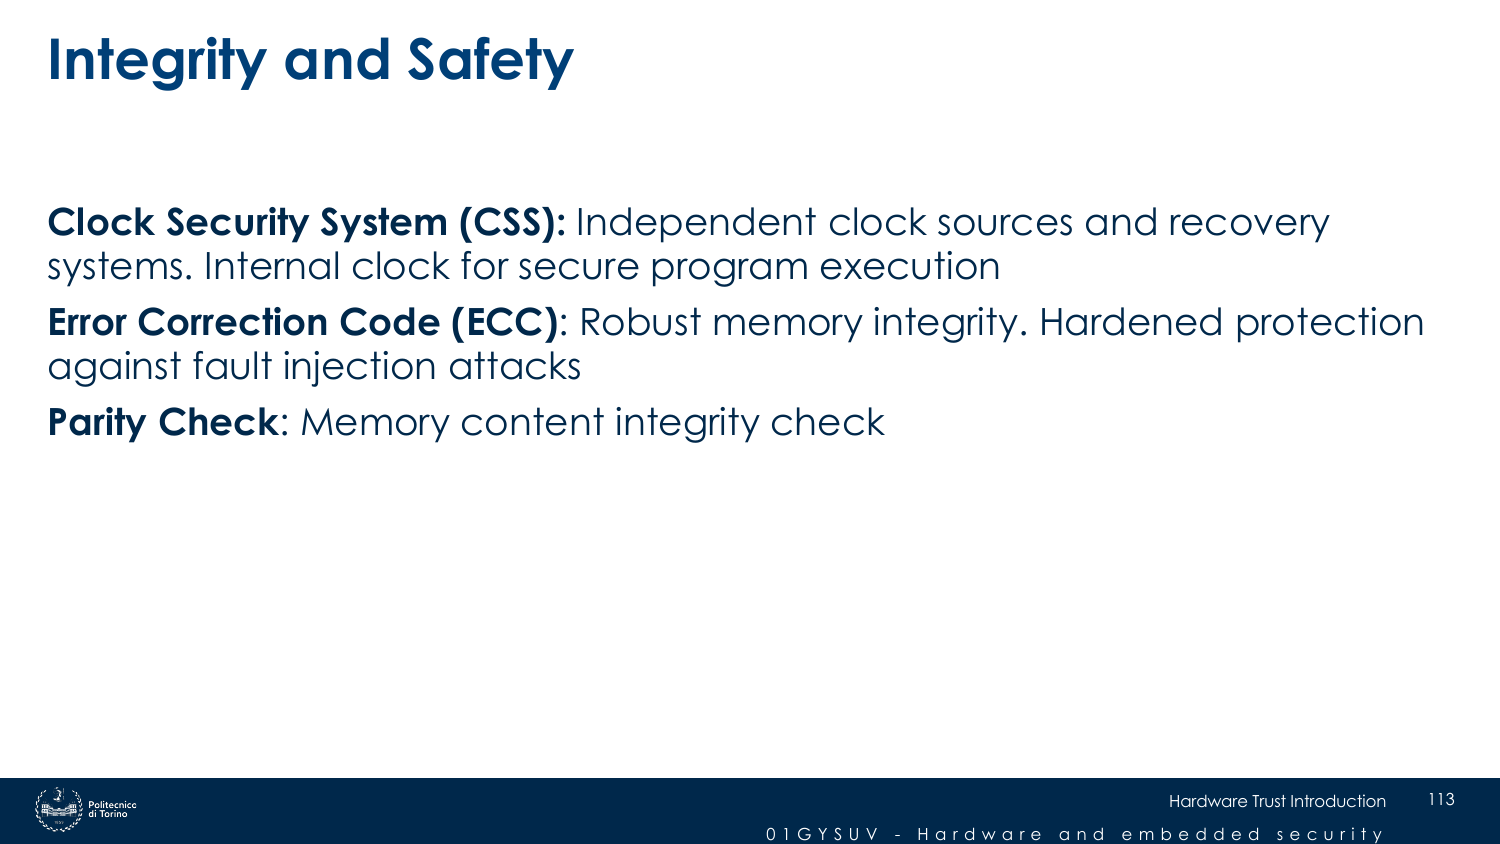 Integrity and Safety
Clock Security System (CSS): Independent clock sources and recovery
systems. Internal clock for secure program execution
Error Correction Code (ECC): Robust memory integrity. Hardened protection
against fault injection attacks
Parity Check: Memory content integrity check
Politecnico
di Torino
Hardware Trust Introduction
113
01GYSUV - Hardware and embedded security